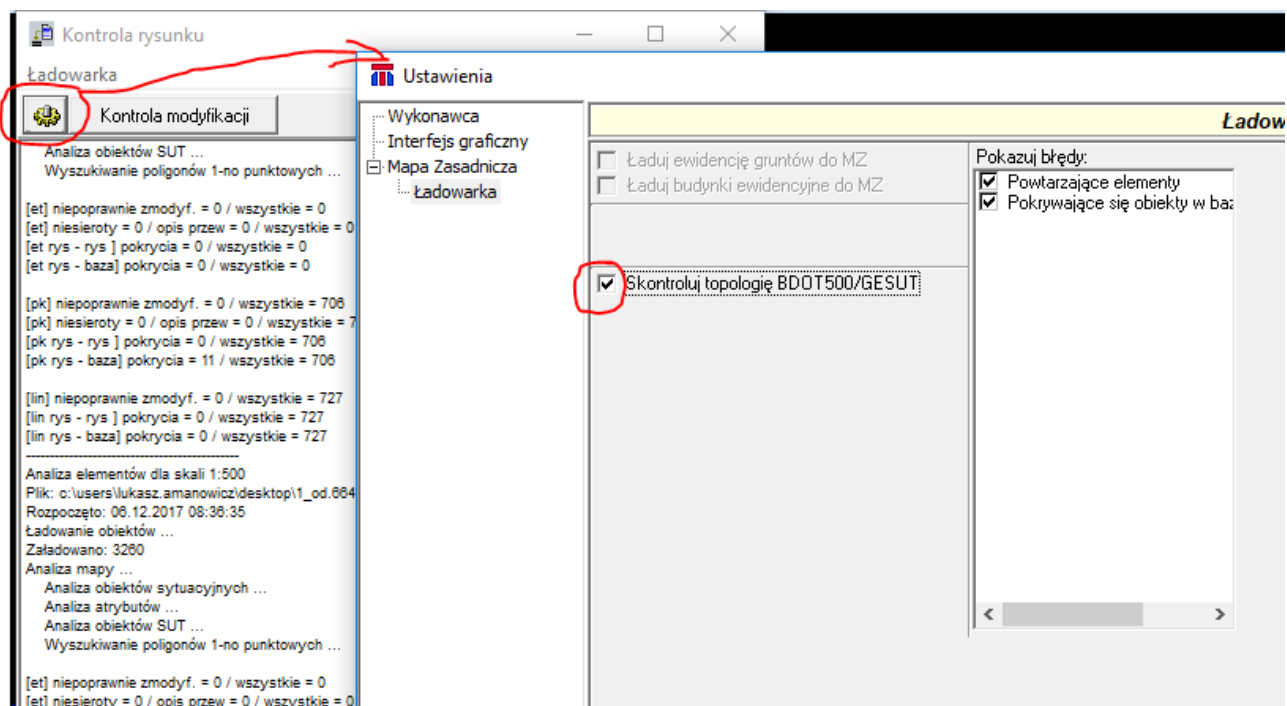 Kontrola rysunku
Ładowarka
Kontrola modyfikacji
Analiza obiektów SUT ...
Wyszukiwanie poligonów 1-no punktowych ...
[et] niepoprawnie zmodyf. = 0 / wszystkie = 0
[et] niesieroty = 0 / opis przew = 0 / wszystkie = 0
[et rys - rys ] pokrycia = 0 / wszystkie = 0
[et rys - baza] pokrycia = 0 / wszystkie = 0
[pk] niepoprawnie zmodyf. = 0 / wszystkie = 706
[pk] niesieroty = 0 / opis przew = 0 / wszystkie = 7
[pk rys - rys ] pokrycia = 0 / wszystkie = 706
[pk rys - baza] pokrycia = 11 / wszystkie = 706
[lin] niepoprawnie zmodyf. = 0 / wszystkie = 727
[lin rys - rys ] pokrycia = 0 / wszystkie = 727
[lin rys - baza] pokrycia = 0 / wszystkie = 727
----------------------------------------------
Analiza elementów dla skali 1:500
Plik: c:\users\lukasz.amanowicz\desktop\1_od.664
Rozpoczęto: 06.12.2017 08:36:35
Ładowanie obiektów ...
Załadowano: 3260
Analiza mapy ...
Analiza obiektów sytuacyjnych ...
Analiza atrybutów ...
Analiza obiektów SUT ...
Wyszukiwanie poligonów 1-no punktowych ...
[et] niepoprawnie zmodyf. = 0 / wszystkie = 0
[et] niesieroty = 0 / opis przew = 0 / wszystkie = 0
Ustawienia
Wykonawca
Interfejs graficzny
Mapa Zasadnicza
Ładowarka
Ładow
Ładuj ewidencję gruntów do MZ
Ładuj budynki ewidencyjne do MZ
Skontroluj topologię BDOT500/GESUT
Pokazuj błędy:
Powtarzające elementy
Pokrywające się obiekty w baz